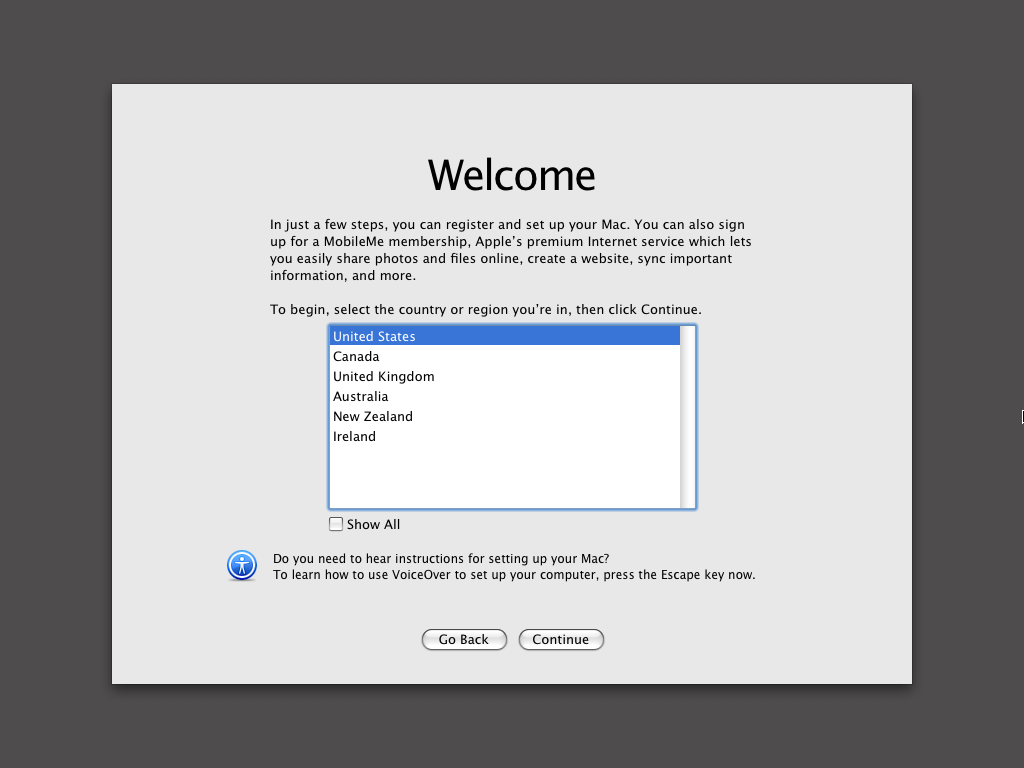 Welcome
In just a few steps, you can register and set up your Mac. You can also sign
up for a MobileMe membership, Apple’s premium Internet service which lets
you easily share photos and files online, create a website, sync important
information, and more.
To begin, select the country or region you’re in, then click Continue.
United States
Canada
United Kingdom
Australia
New Zealand
Ireland
Show All
Do you need to hear instructions for setting up your Mac?
To learn how to use VoiceOver to set up your computer, press the Escape key now.
Go Back
Continue